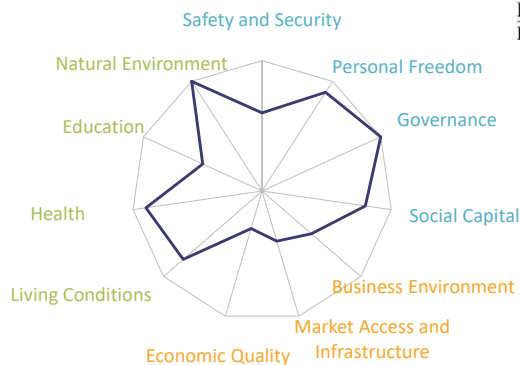 Safety and Security
Natural Environment
Personal Freedom
Education
Governance
Health
Social Capital
Living Conditions
Business Environment
Market Access and
Infrastructure
Economic Quality